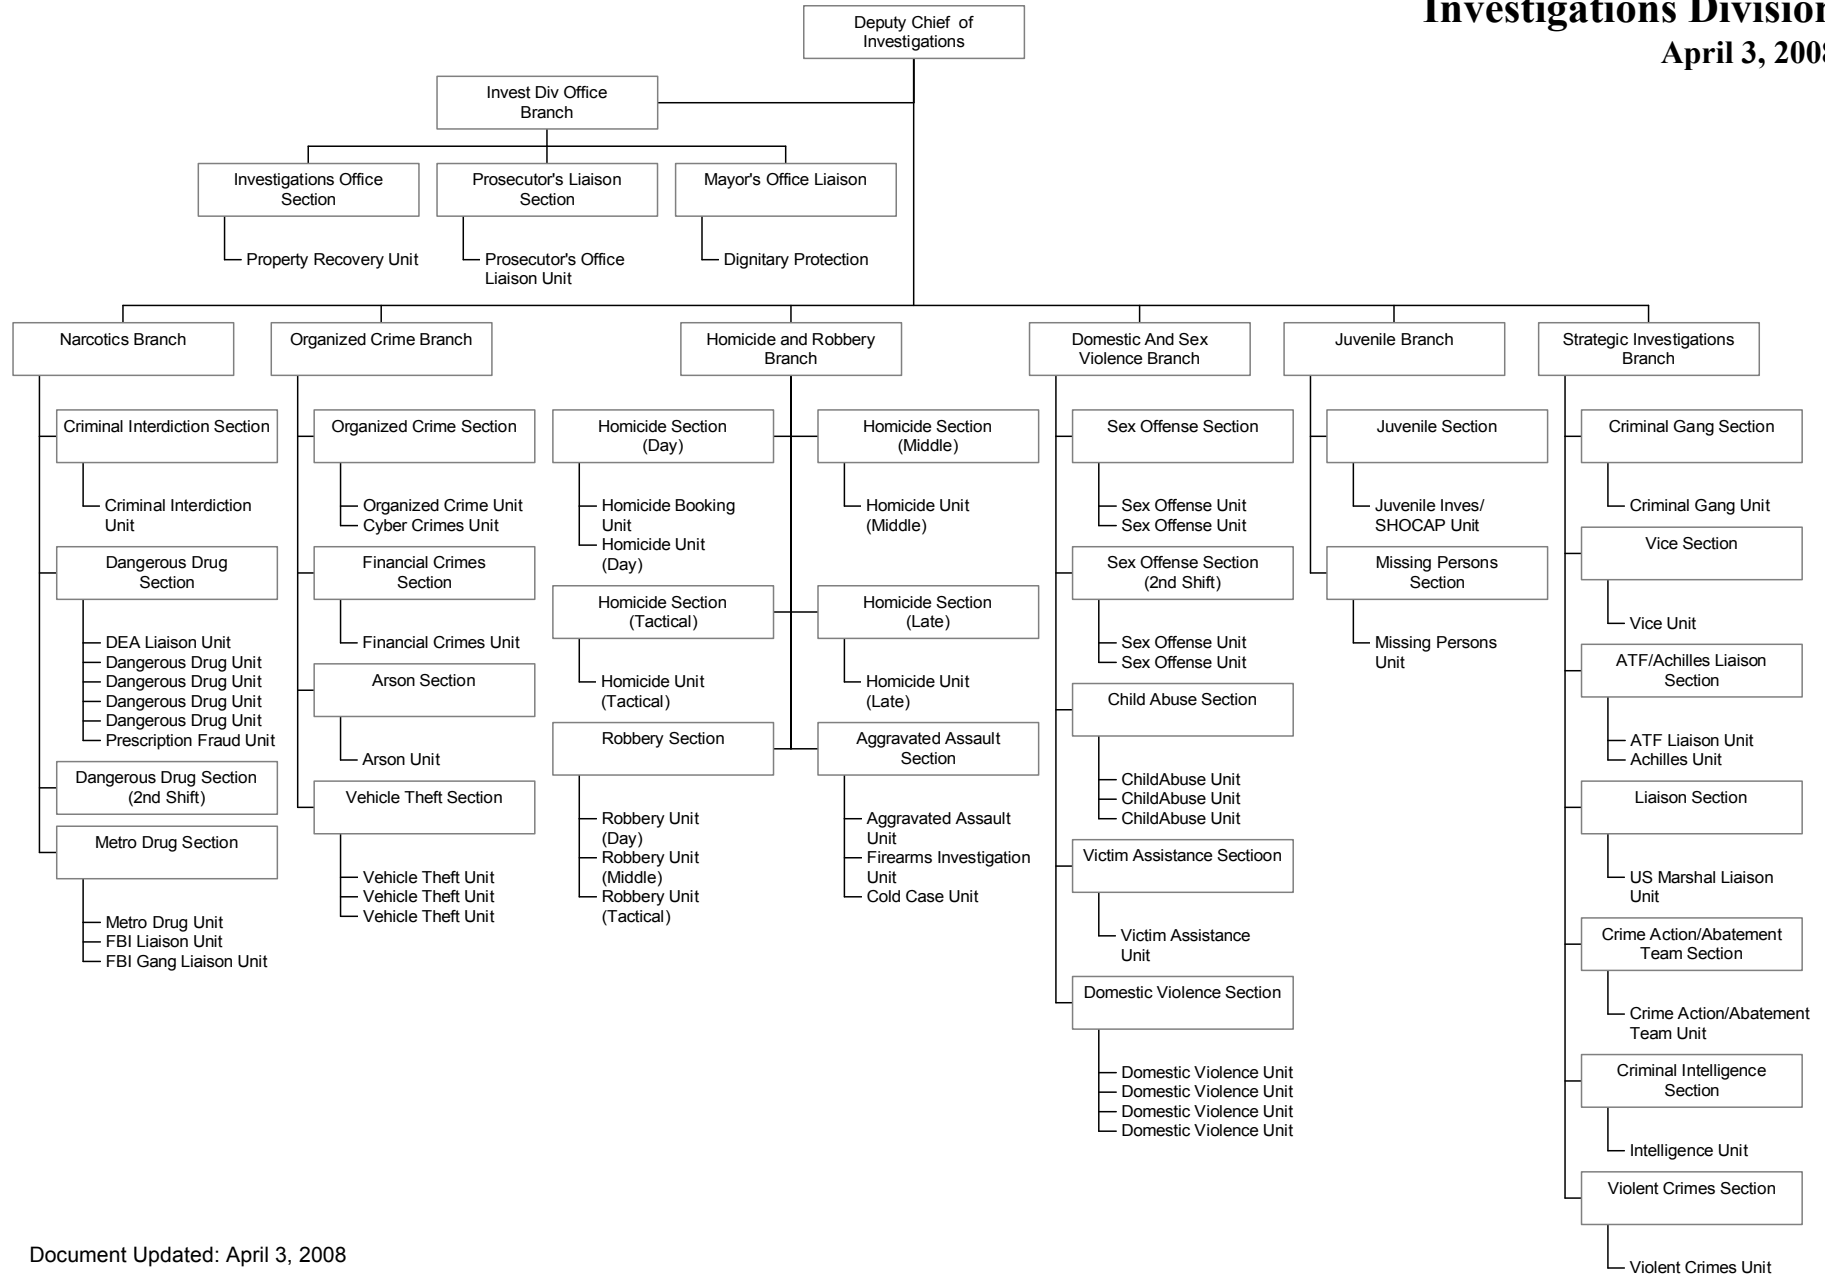 Investigations Division
April 3, 2008
Deputy Chief of
Investigations
Invest Div Office
Branch
Investigations Office
Section
Property Recovery Unit
Prosecutor's Liaison
Section
Prosecutor's Office
Liaison Unit
Mayor's Office Liaison
Dignitary Protection
Narcotics Branch
Criminal Interdiction Section
Criminal Interdiction
Unit
Dangerous Drug
Section
DEA Liaison Unit
Dangerous Drug Unit
Dangerous Drug Unit
Dangerous Drug Unit
Dangerous Drug Unit
Prescription Fraud Unit
Dangerous Drug Section
(2nd Shift)
Metro Drug Section
Metro Drug Unit
FBI Liaison Unit
FBI Gang Liaison Unit
Organized Crime Branch
Organized Crime Section
Organized Crime Unit
Cyber Crimes Unit
Financial Crimes
Section
Financial Crimes Unit
Arson Section
Arson Unit
Vehicle Theft Section
Vehicle Theft Unit
Vehicle Theft Unit
Vehicle Theft Unit
Homicide and Robbery
Branch
Homicide Section
(Day)
Homicide Booking
Unit
Homicide Unit
(Day)
Homicide Section
(Middle)
Homicide Unit
(Middle)
Homicide Section
(Tactical)
Homicide Unit
(Tactical)
Homicide Section
(Late)
Homicide Unit
(Late)
Robbery Section
Robbery Unit
(Day)
Robbery Unit
(Middle)
Robbery Unit
(Tactical)
Aggravated Assault
Section
Aggravated Assault
Unit
Firearms Investigation
Unit
Cold Case Unit
Domestic And Sex
Violence Branch
Sex Offense Section
Sex Offense Unit
Sex Offense Unit
Sex Offense Section
(2nd Shift)
Sex Offense Unit
Sex Offense Unit
Child Abuse Section
ChildAbuse Unit
ChildAbuse Unit
ChildAbuse Unit
Victim Assistance Sectioon
Victim Assistance
Unit
Domestic Violence Section
Domestic Violence Unit
Domestic Violence Unit
Domestic Violence Unit
Domestic Violence Unit
Juvenile Branch
Juvenile Section
Juvenile Inves/
SHOCAP Unit
Missing Persons
Section
Missing Persons
Unit
Strategic Investigations
Branch
Criminal Gang Section
Criminal Gang Unit
Vice Section
Vice Unit
ATF/Achilles Liaison
Section
ATF Liaison Unit
Achilles Unit
Liaison Section
US Marshal Liaison
Unit
Crime Action/Abatement
Team Section
Crime Action/Abatement
Team Unit
Criminal Intelligence
Section
Intelligence Unit
Violent Crimes Section
Violent Crimes Unit
Document Updated: April 3, 2008